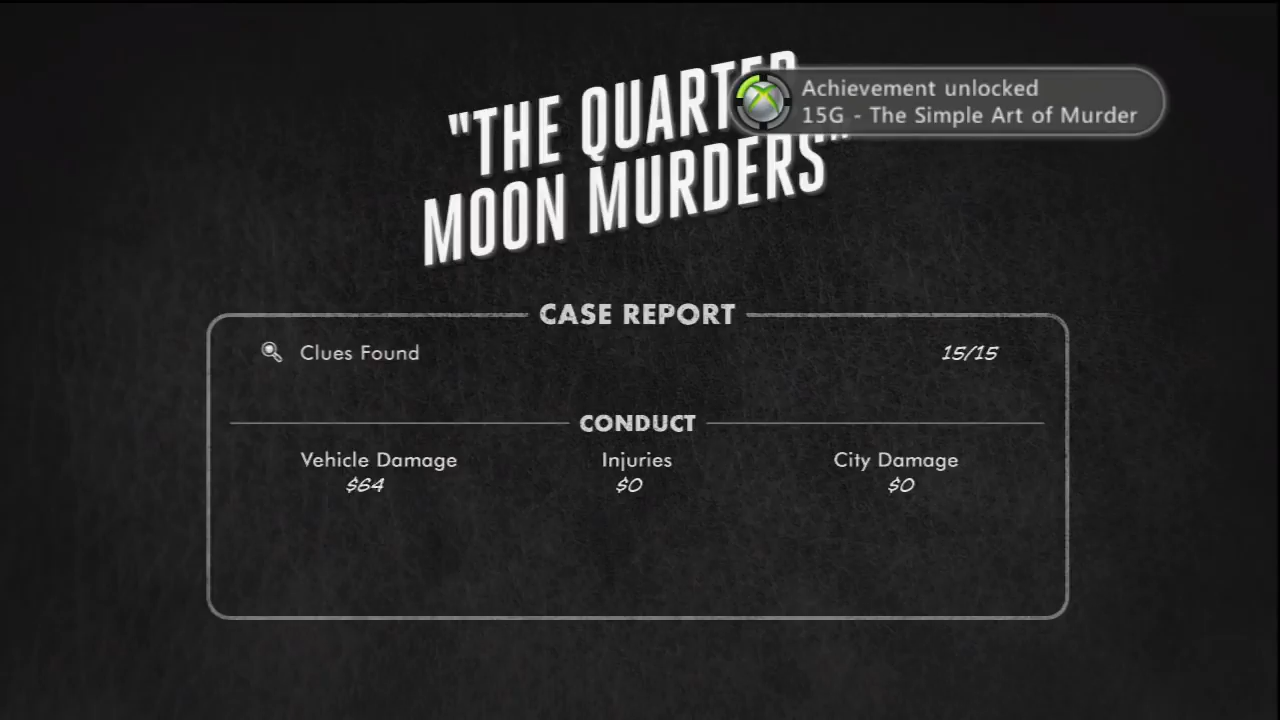 "THE QUARTER
MOON MURDERS"
Achievement unlocked
15G - The Simple Art of Murder
CASE REPORT
Clues Found 15/15
CONDUCT
Vehicle Damage Injuries City Damage
$64 $0 $0